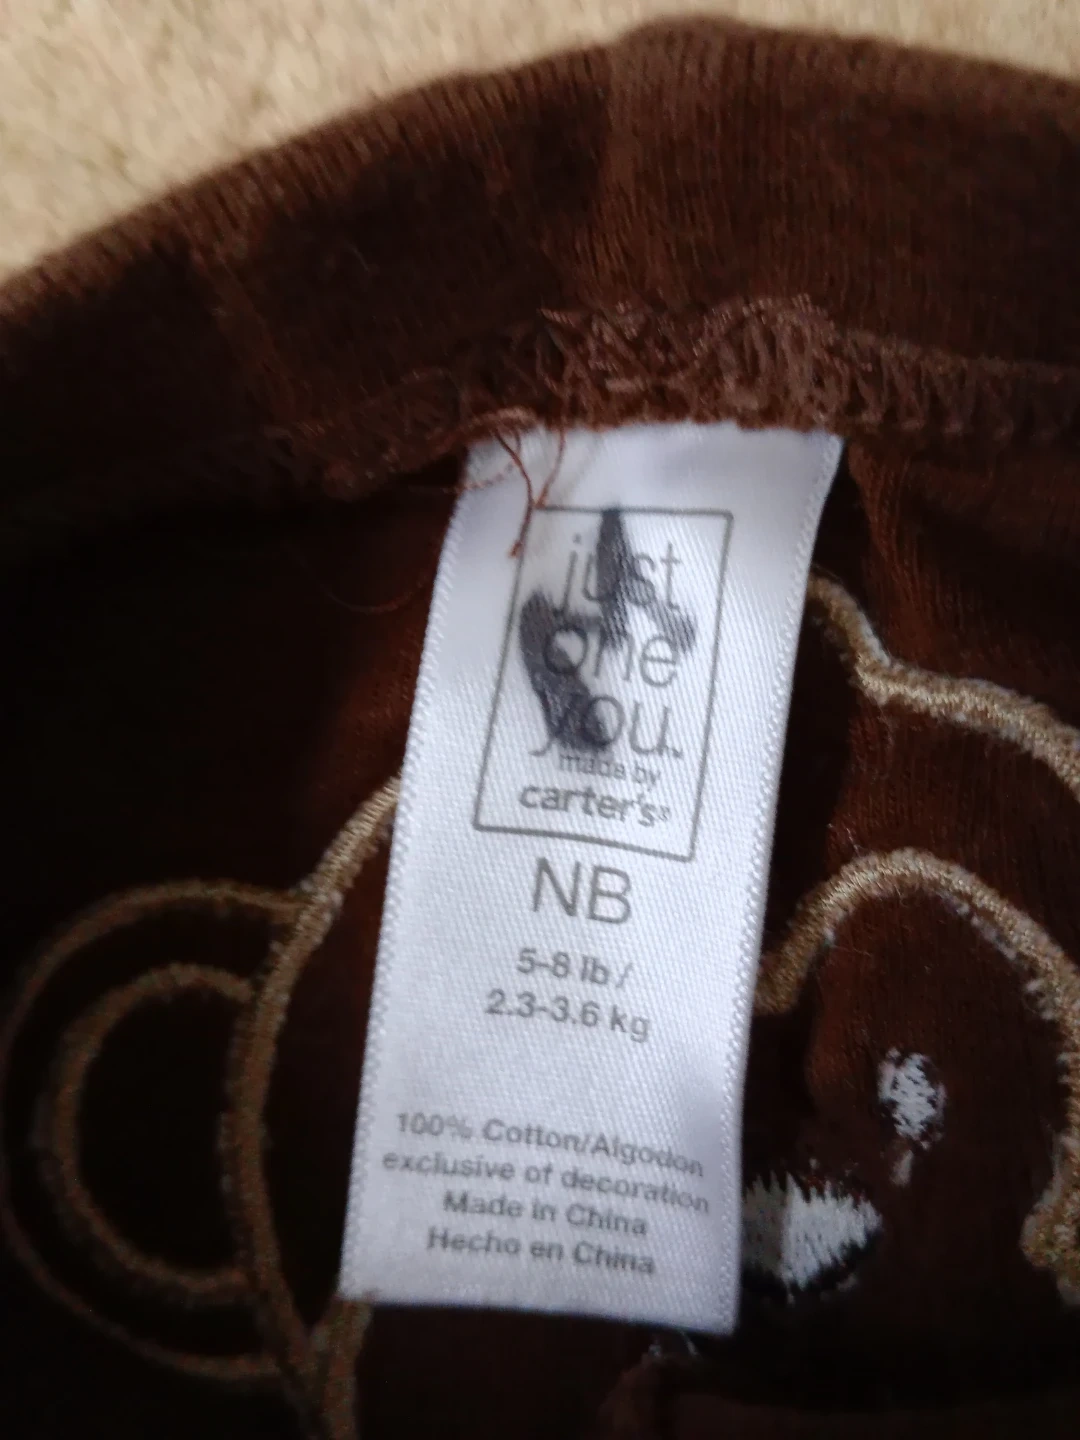 just
one
you.
made by
carter's®
NB
5-8 lb /
2.3-3.6 kg
100% Cotton/Algodon
exclusive of decoration
Made in China
Hecho en China